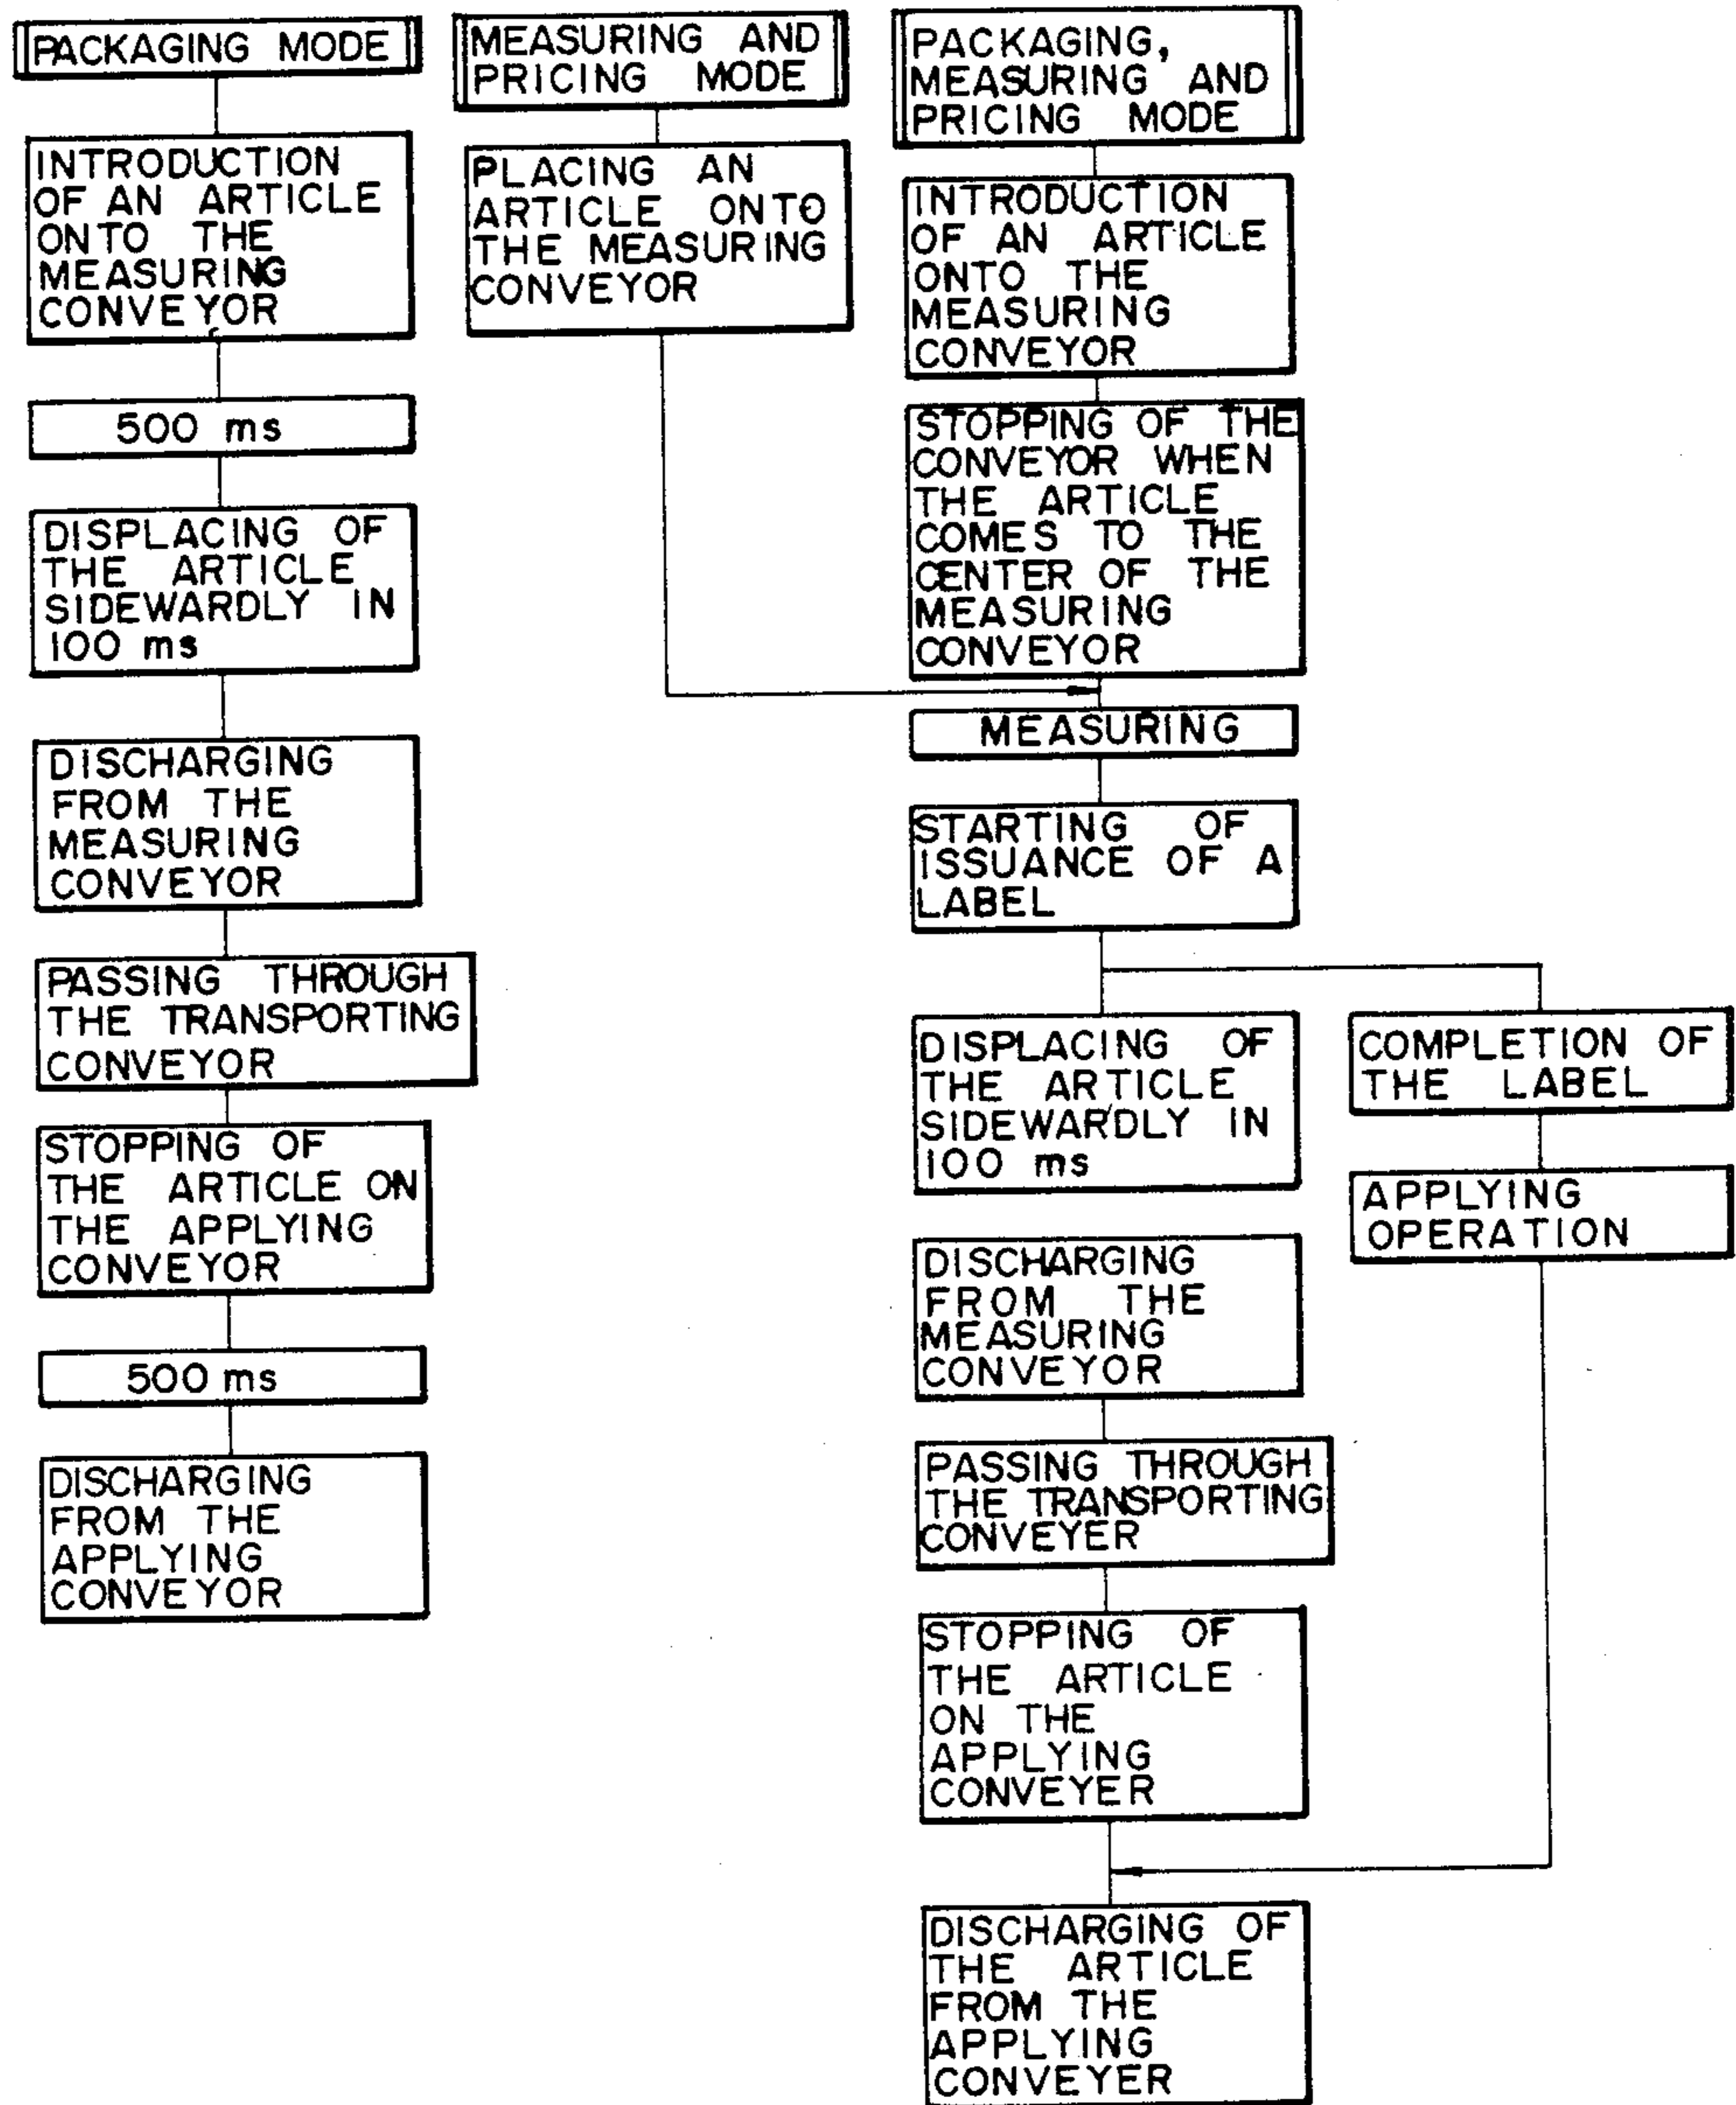 PACKAGING MODE
INTRODUCTION
OF AN ARTICLE
ONTO THE
MEASURING
CONVEYOR
500 ms
DISPLACING OF
THE ARTICLE
SIDEWARDLY IN
100 ms
DISCHARGING
FROM THE
MEASURING
CONVEYOR
PASSING THROUGH
THE TRANSPORTING
CONVEYOR
STOPPING OF
THE ARTICLE ON
THE APPLYING
CONVEYOR
500 ms
DISCHARGING
FROM THE
APPLYING
CONVEYOR
MEASURING AND
PRICING MODE
PLACING AN
ARTICLE ONTO
THE MEASURING
CONVEYOR
PACKAGING,
MEASURING AND
PRICING MODE
INTRODUCTION
OF AN ARTICLE
ONTO THE
MEASURING
CONVEYOR
STOPPING OF THE
CONVEYOR WHEN
THE ARTICLE
COMES TO THE
CENTER OF THE
MEASURING
CONVEYOR
MEASURING
STARTING OF
ISSUANCE OF A
LABEL
DISPLACING OF
THE ARTICLE
SIDEWARDLY IN
100 ms
DISCHARGING
FROM THE
MEASURING
CONVEYOR
PASSING THROUGH
THE TRANSPORTING
CONVEYER
STOPPING OF
THE ARTICLE
ON THE
APPLYING
CONVEYER
COMPLETION OF
THE LABEL
APPLYING
OPERATION
DISCHARGING OF
THE ARTICLE
FROM THE
APPLYING
CONVEYER